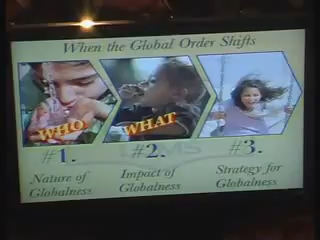 When the Global Order Shifts
WHO
WHAT
#1.
#2.
#3.
Nature of
Globalness
Impact of
Globalness
Strategy for
Globalness